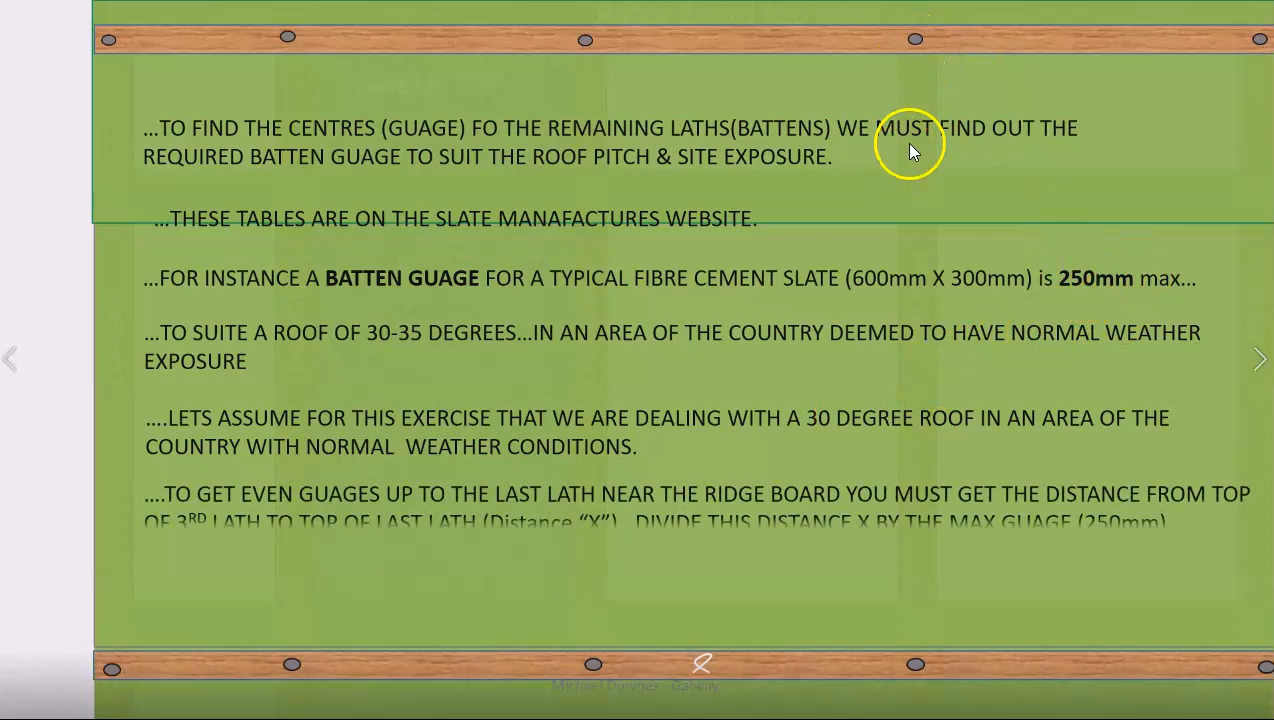 ...TO FIND THE CENTRES (GUAGE) FO THE REMAINING LATHS(BATTENS) WE MUST FIND OUT THE
REQUIRED BATTEN GUAGE TO SUIT THE ROOF PITCH & SITE EXPOSURE.
...THESE TABLES ARE ON THE SLATE MANAFACTURES WEBSITE.
...FOR INSTANCE A BATTEN GUAGE FOR A TYPICAL FIBRE CEMENT SLATE (600mm X 300mm) is 250mm max...
...TO SUITE A ROOF OF 30-35 DEGREES...IN AN AREA OF THE COUNTRY DEEMED TO HAVE NORMAL WEATHER
EXPOSURE
....LETS ASSUME FOR THIS EXERCISE THAT WE ARE DEALING WITH A 30 DEGREE ROOF IN AN AREA OF THE
COUNTRY WITH NORMAL WEATHER CONDITIONS.
....TO GET EVEN GUAGES UP TO THE LAST LATH NEAR THE RIDGE BOARD YOU MUST GET THE DISTANCE FROM TOP
OF 3RD LATH TO TOP OF LAST LATH (Distance “X”) DIVIDE THIS DISTANCE X BY THE MAX GUAGE (250mm)
Michael Downes - Galway